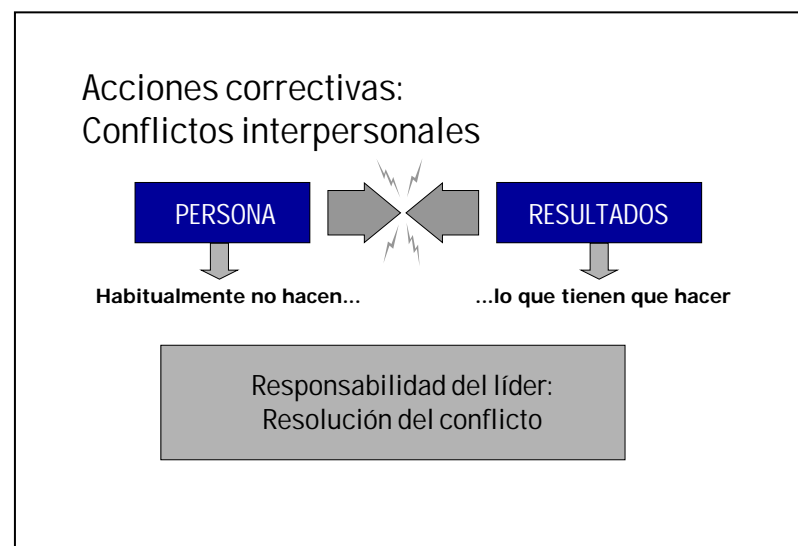 Acciones correctivas:
Conflictos interpersonales
PERSONA
RESULTADOS
Habitualmente no hacen...
...lo que tienen que hacer
Responsabilidad del líder:
Resolución del conflicto